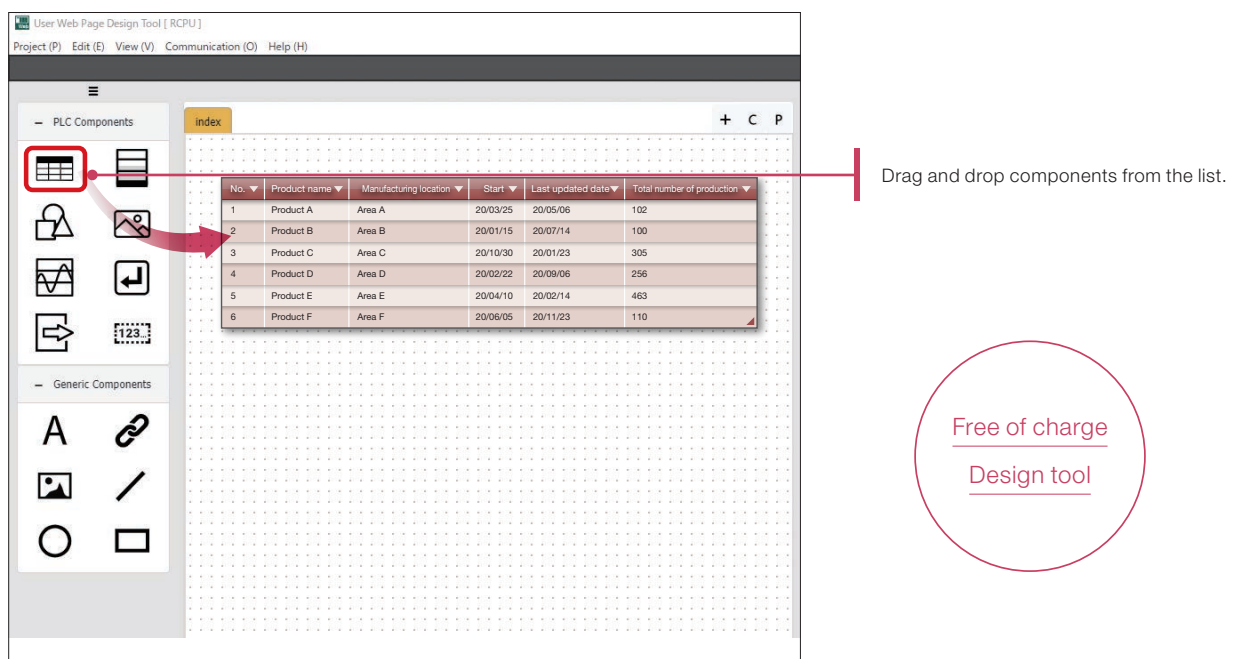 User Web Page Design Tool [ RCPU ]
Project (P) Edit (E) View (V) Communication (O) Help (H)
– PLC Components
index
+ C P
Drag and drop components from the list.
No. ▼ Product name ▼ Manufacturing location ▼ Start ▼ Last updated date▼ Total number of production ▼
1 Product A Area A 20/03/25 20/05/06 102
2 Product B Area B 20/01/15 20/07/14 100
3 Product C Area C 20/10/30 20/01/23 305
4 Product D Area D 20/02/22 20/09/06 256
5 Product E Area E 20/04/10 20/02/14 463
6 Product F Area F 20/06/05 20/11/23 110
123...
– Generic Components
A
Free of charge
Design tool